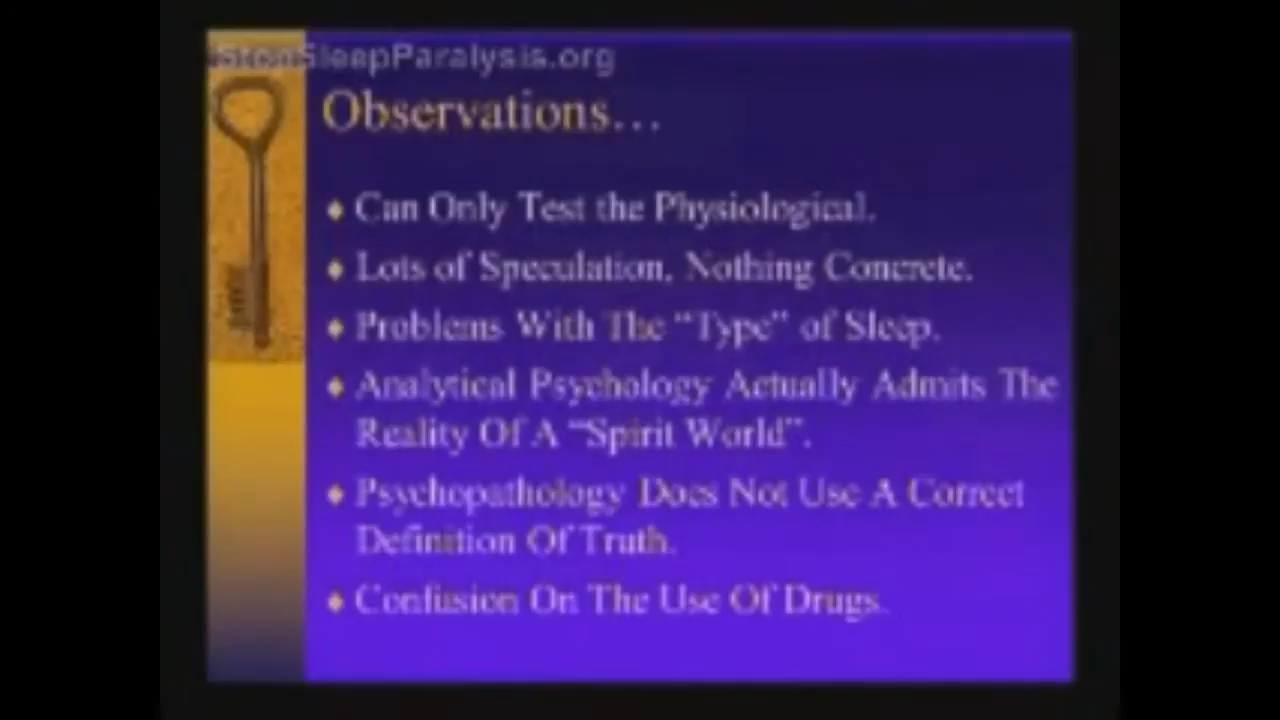 SleepParalysis.org
Observations…
Can Only Test the Physiological.
Lots of Speculation, Nothing Concrete.
Problems With The “Type” of Sleep.
Analytical Psychology Actually Admits The
Reality Of A “Spirit World”.
Psychopathology Does Not Use A Correct
Definition Of Truth.
Confusion On The Use Of Drugs.